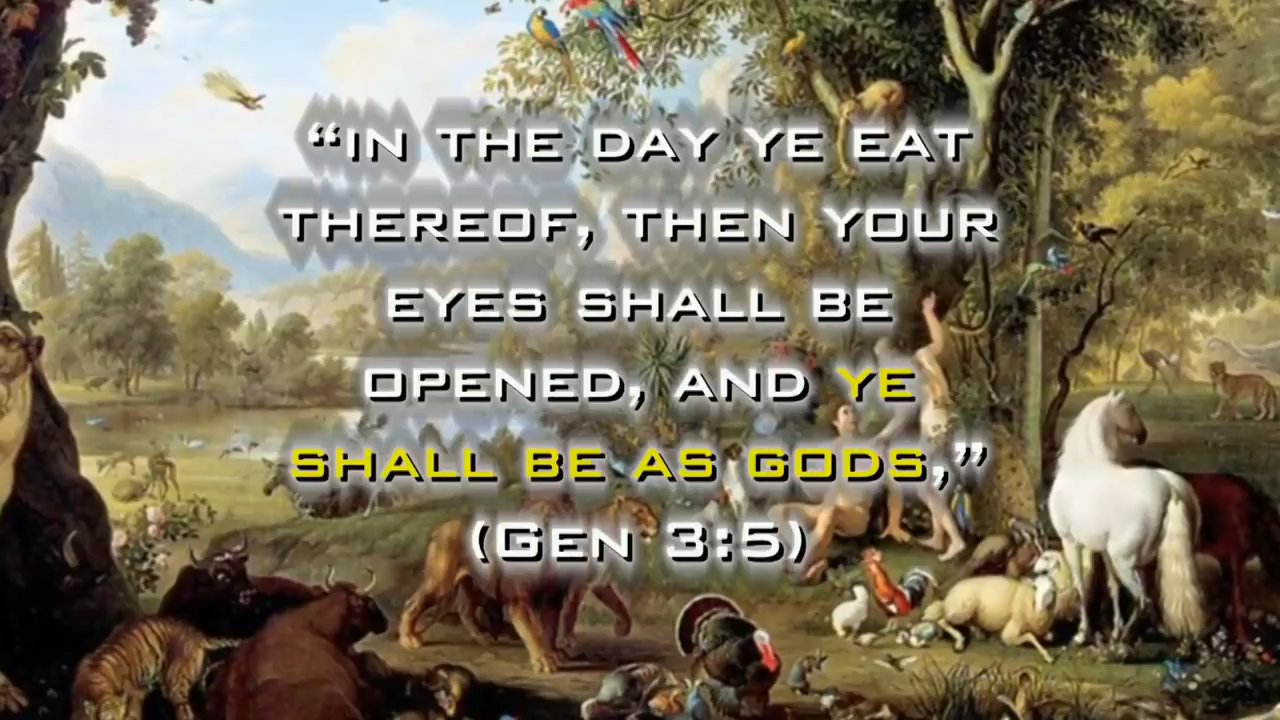 “IN THE DAY YE EAT
THEREOF, THEN YOUR
EYES SHALL BE
OPENED, AND YE
SHALL BE AS GODS,”
(GEN 3:5)